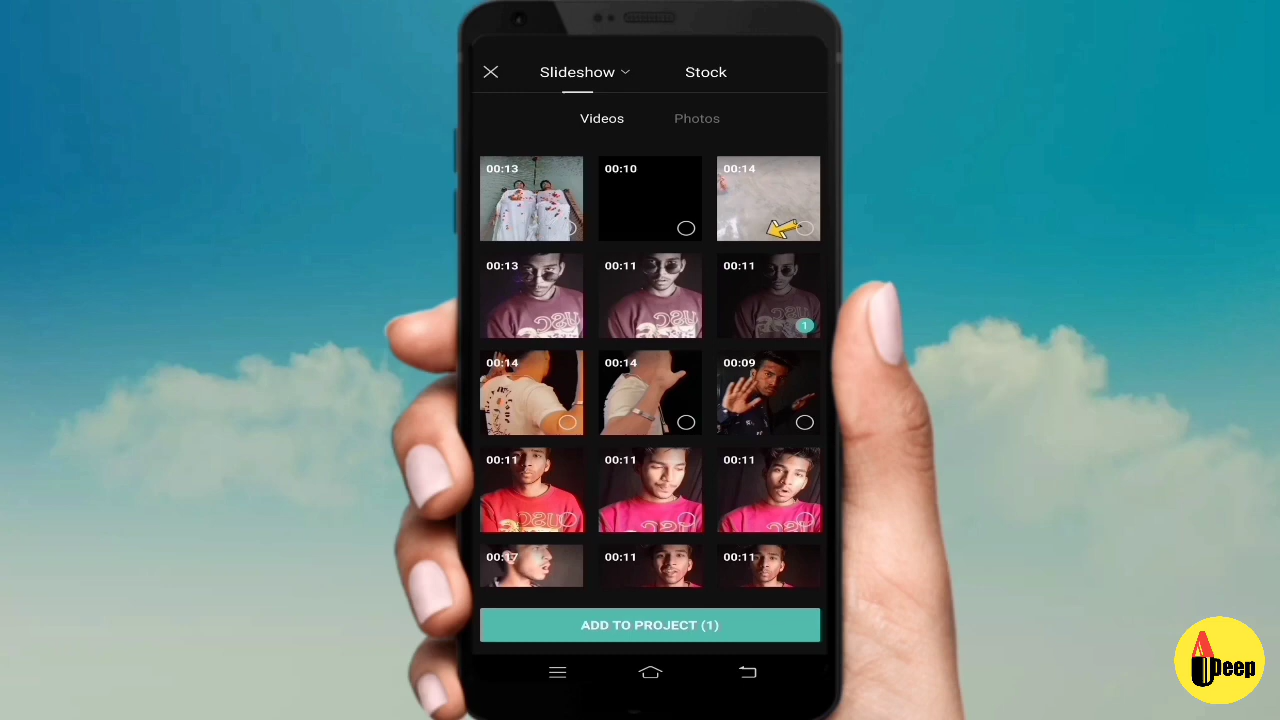 Slideshow Stock
Videos Photos
00:13 00:10 00:14
00:13 00:11 00:11
1
00:14 00:14 00:09
00:11 00:11 00:11
00:17 00:11 00:11
ADD TO PROJECT (1)
Deep